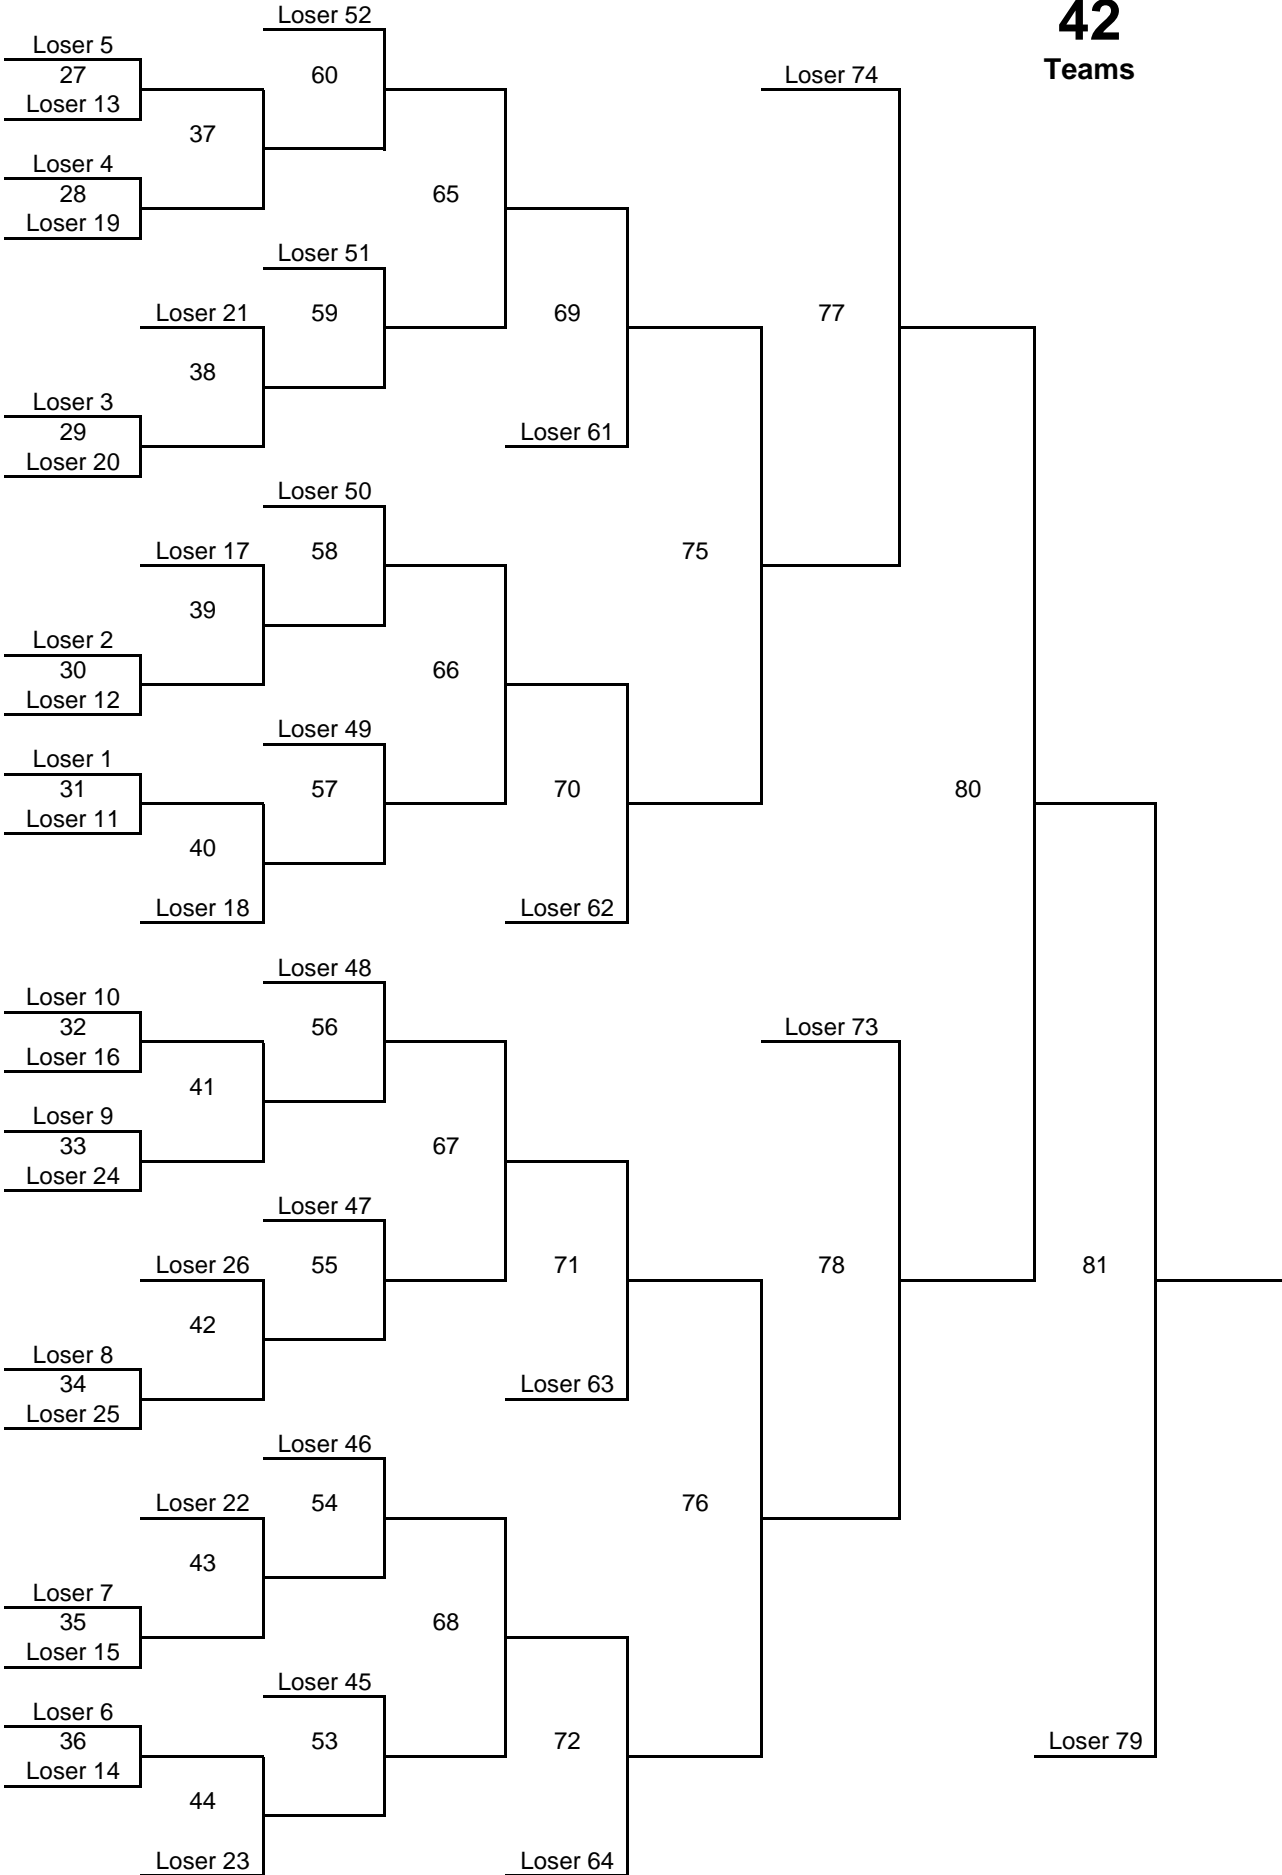 Loser 52
42
Loser 5
27
60
Teams
Loser 74
Loser 13
37
Loser 4
28
65
Loser 19
Loser 51
Loser 21
59
69
77
38
Loser 3
29
Loser 61
Loser 20
Loser 50
Loser 17
58
75
39
Loser 2
30
66
Loser 12
Loser 49
Loser 1
31
57
70
80
Loser 11
40
Loser 18
Loser 62
Loser 48
Loser 10
32
56
Loser 73
Loser 16
41
Loser 9
33
67
Loser 24
Loser 47
Loser 26
55
71
78
81
42
Loser 8
34
Loser 63
Loser 25
Loser 46
Loser 22
54
76
43
Loser 7
35
68
Loser 15
Loser 45
Loser 6
36
53
72
Loser 79
Loser 14
44
Loser 23
Loser 64